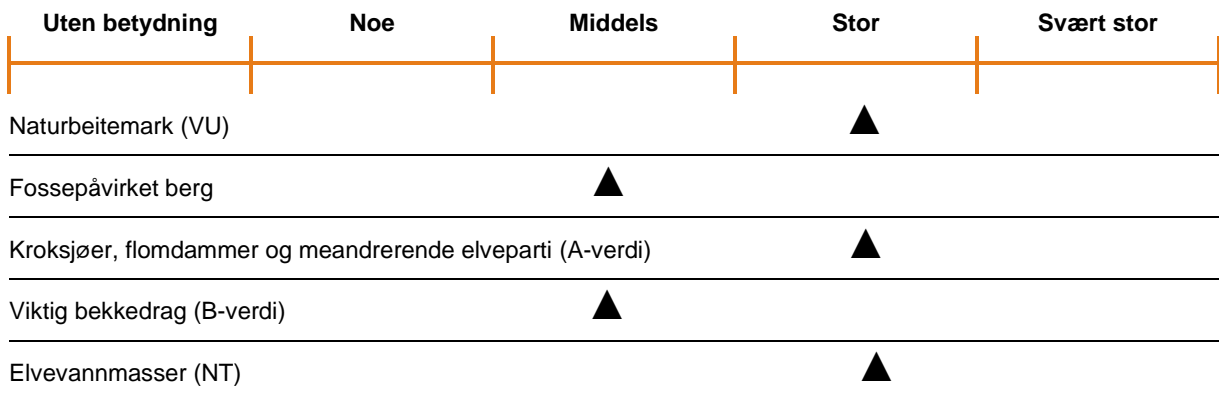 Uten betydning Noe Middels Stor Svært stor
Naturbeitemark (VU)
Fossepåvirket berg
Kroksjøer, flomdammer og meandrerende elveparti (A-verdi)
Viktig bekkedrag (B-verdi)
Elvevannmasser (NT)